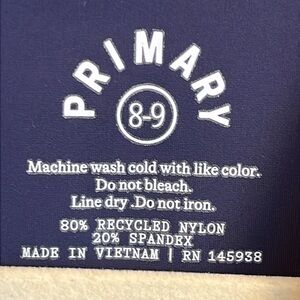 PRIMARY
8-9
Machine wash cold with like color.
Do not bleach.
Line dry .Do not iron.
80% RECYCLED NYLON
20% SPANDEX
MADE IN VIETNAM | RN 145938